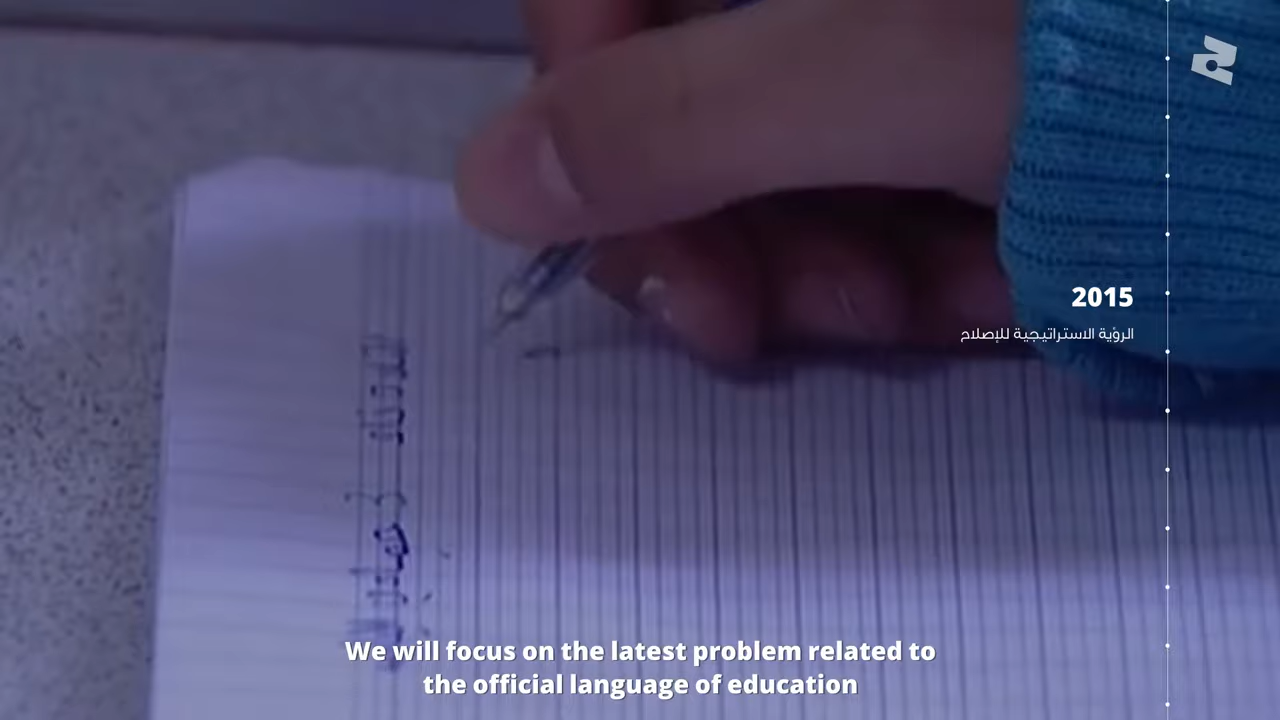 2015
الرؤية الاستراتيجية للإصلاح
We will focus on the latest problem related to
the official language of education